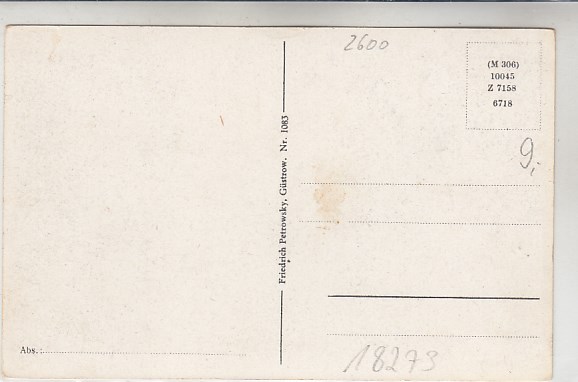 2600
(M 306)
10045
Z 7158
6718
9,-
Friedrich Petrowsky, Güstrow. Nr. 1083
Abs.:
18273